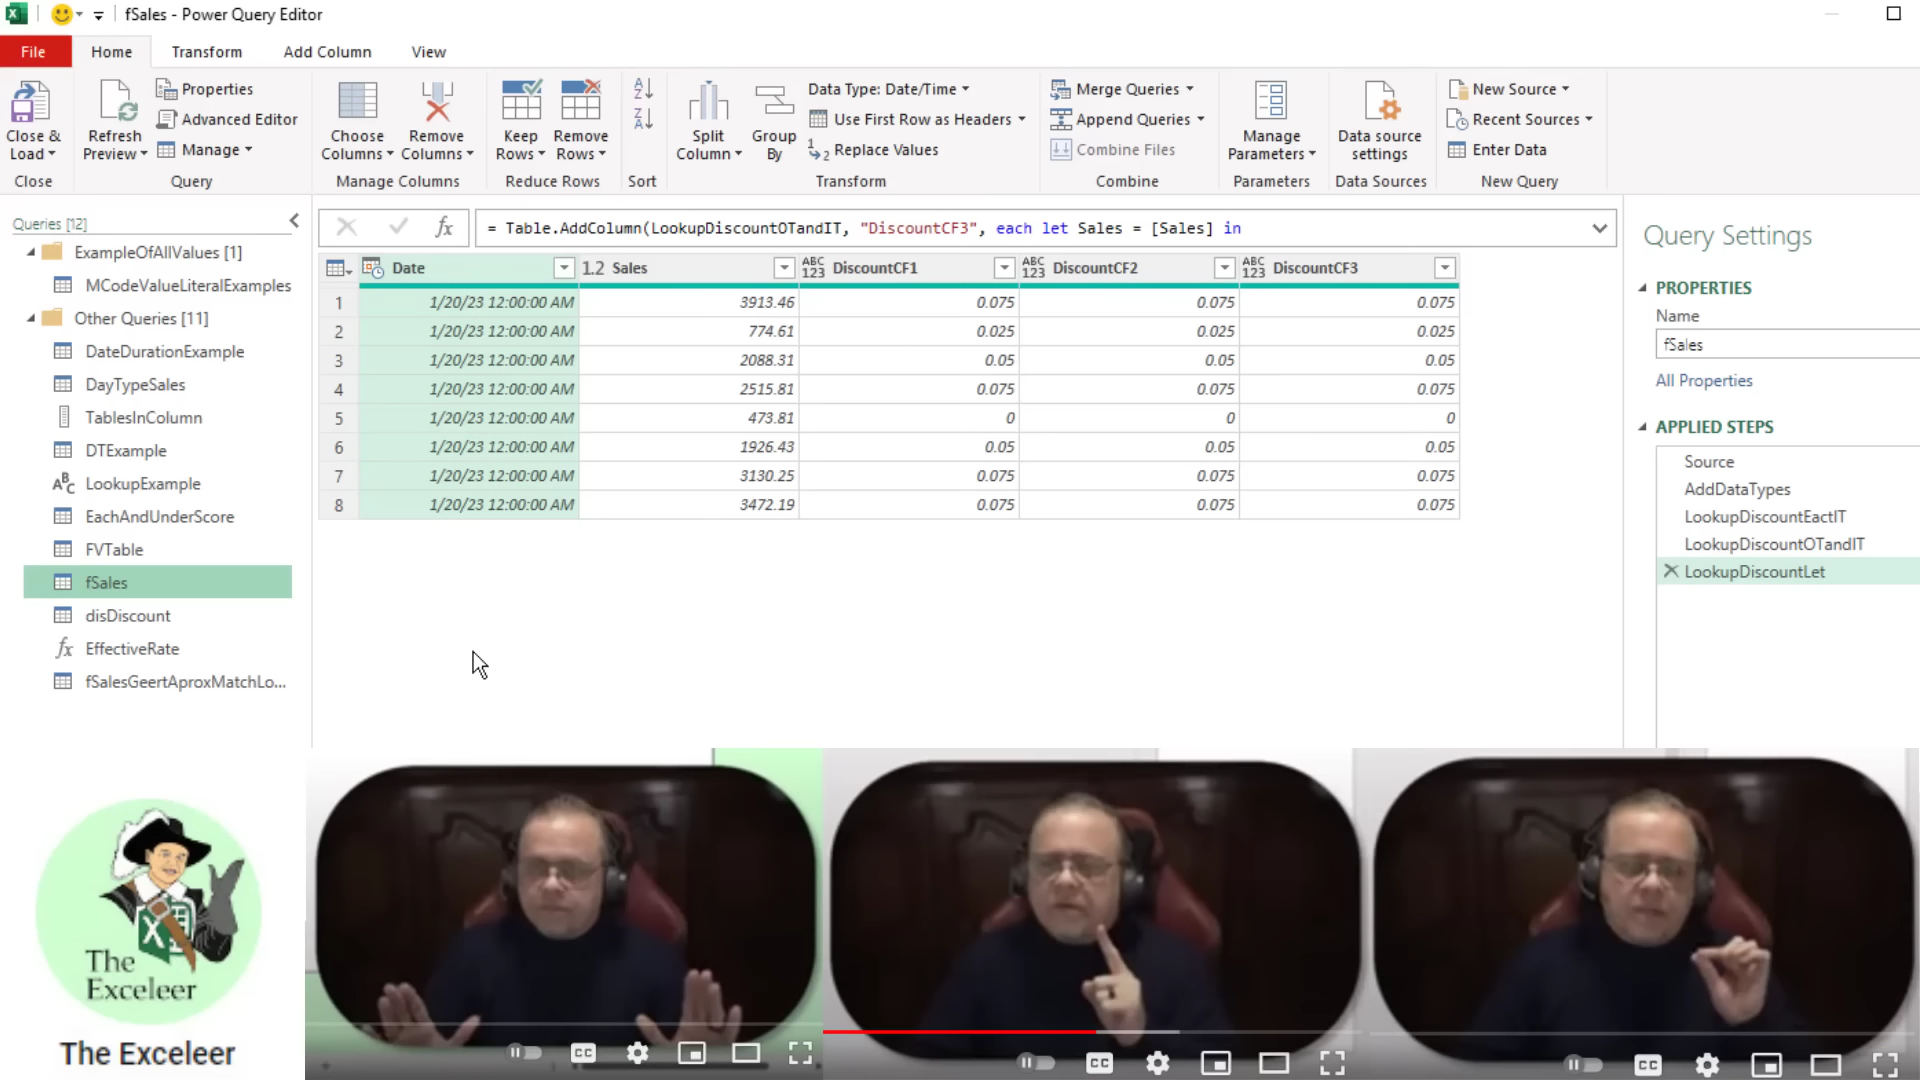 fSales - Power Query Editor
File Home Transform Add Column View
Close & Load
Close
Refresh Preview
Properties
Advanced Editor
Manage
Query
Choose Columns
Remove Columns
Manage Columns
Keep Rows
Remove Rows
Reduce Rows
Sort
Split Column
Group By
Data Type: Date/Time
Use First Row as Headers
Replace Values
Transform
Merge Queries
Append Queries
Combine Files
Combine
Manage Parameters
Parameters
Data source settings
Data Sources
New Source
Recent Sources
Enter Data
New Query
Queries [12]
ExampleOfAllValues [1]
MCodeValueLiteralExamples
Other Queries [11]
DateDurationExample
DayTypeSales
TablesInColumn
DTExample
LookupExample
EachAndUnderScore
FVTable
fSales
disDiscount
EffectiveRate
fSalesGeertAproxMatchLo...
= Table.AddColumn(LookupDiscountOTandIT, "DiscountCF3", each let Sales = [Sales] in
Date 1.2 Sales ABC 123 DiscountCF1 ABC 123 DiscountCF2 ABC 123 DiscountCF3
1 1/20/23 12:00:00 AM 3913.46 0.075 0.075 0.075
2 1/20/23 12:00:00 AM 774.61 0.025 0.025 0.025
3 1/20/23 12:00:00 AM 2088.31 0.05 0.05 0.05
4 1/20/23 12:00:00 AM 2515.81 0.075 0.075 0.075
5 1/20/23 12:00:00 AM 473.81 0 0 0
6 1/20/23 12:00:00 AM 1926.43 0.05 0.05 0.05
7 1/20/23 12:00:00 AM 3130.25 0.075 0.075 0.075
8 1/20/23 12:00:00 AM 3472.19 0.075 0.075 0.075
Query Settings
PROPERTIES
Name
fSales
All Properties
APPLIED STEPS
Source
AddDataTypes
LookupDiscountEactIT
LookupDiscountOTandIT
LookupDiscountLet
The
Exceleer
The Exceleer
CC
CC
CC